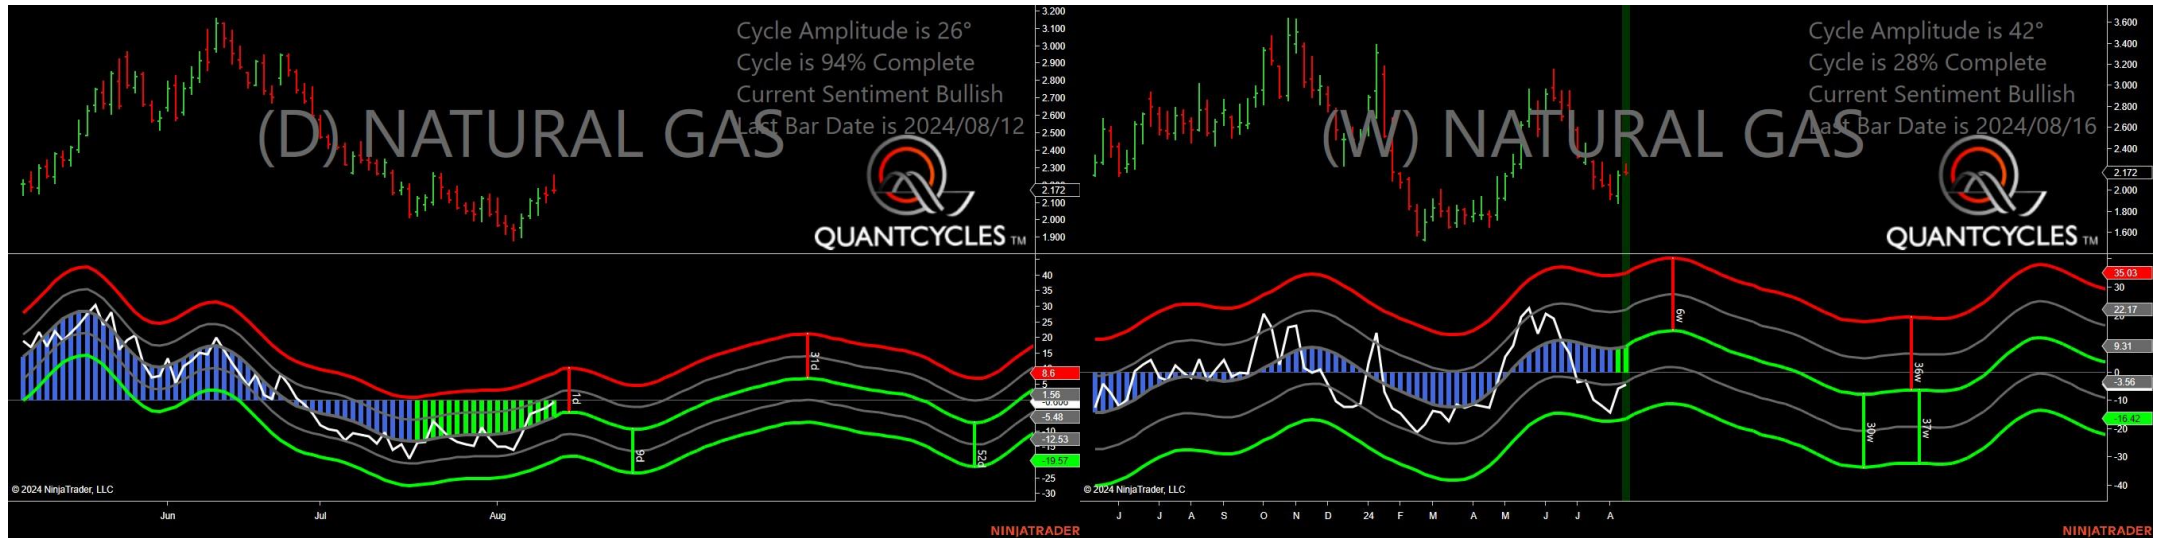 Cycle Amplitude is 26°
Cycle is 94% Complete
Current Sentiment Bullish
Last Bar Date is 2024/08/12
(D) NATURAL GAS
QUANTCYCLES TM
3.200
3.100
3.000
2.900
2.800
2.700
2.600
2.500
2.400
2.300
2.172
2.100
2.000
1.900
40
35
30
25
20
15
8.6
5
1.56
-0.000
-5.48
-12.53
-19.57
-25
-30
1d
9d
31d
52d
© 2024 NinjaTrader, LLC
Jun
Jul
Aug
NINJATRADER
Cycle Amplitude is 42°
Cycle is 28% Complete
Current Sentiment Bullish
Last Bar Date is 2024/08/16
(W) NATURAL GAS
QUANTCYCLES TM
3.600
3.400
3.200
3.000
2.800
2.600
2.400
2.172
2.000
1.800
1.600
35.03
30
22.17
20
9.31
0
-3.56
-10
-16.42
-20
-30
-40
6w
30w
36w
37w
© 2024 NinjaTrader, LLC
J J A S O N D 24 F M A M J J A
NINJATRADER